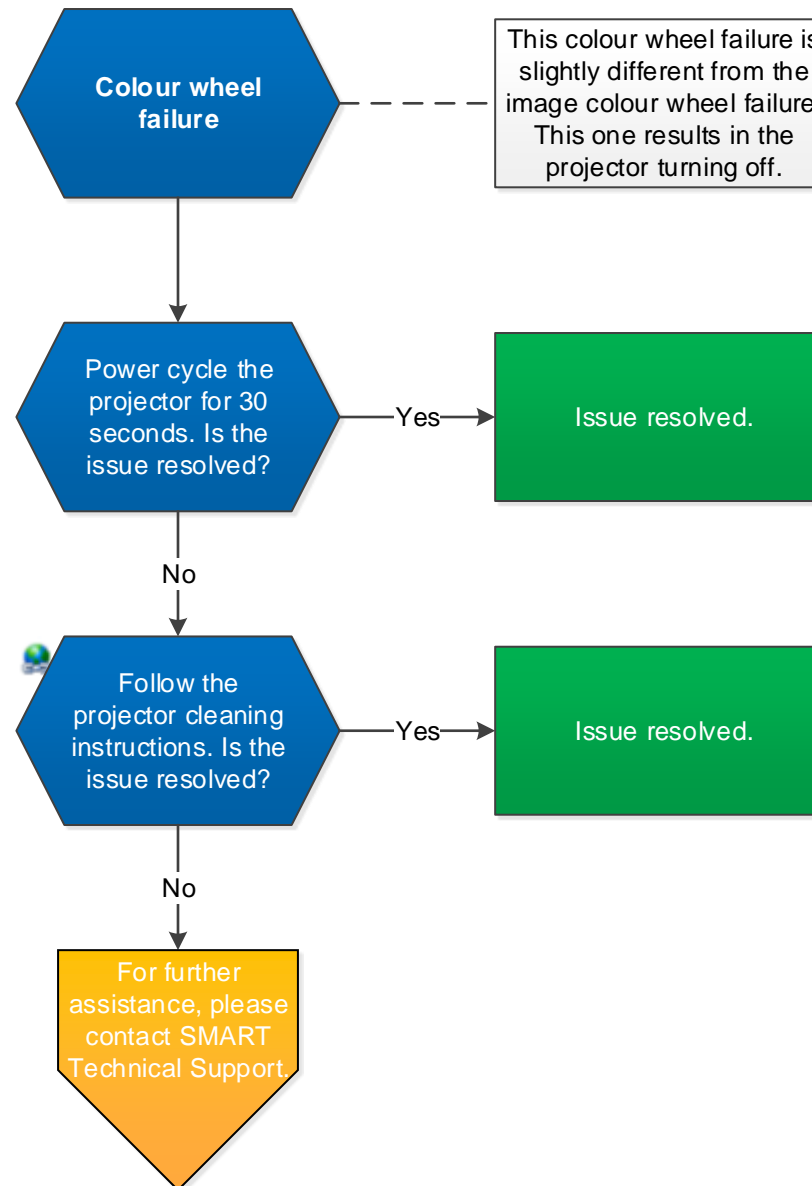 Colour wheel
failure
This colour wheel failure is
slightly different from the
image colour wheel failure
This one results in the
projector turning off.
Power cycle the
projector for 30
seconds. Is the
issue resolved?
Yes
Issue resolved.
No
Follow the
projector cleaning
instructions. Is the
issue resolved?
Yes
Issue resolved.
No
For further
assistance, please
contact SMART
Technical Support.